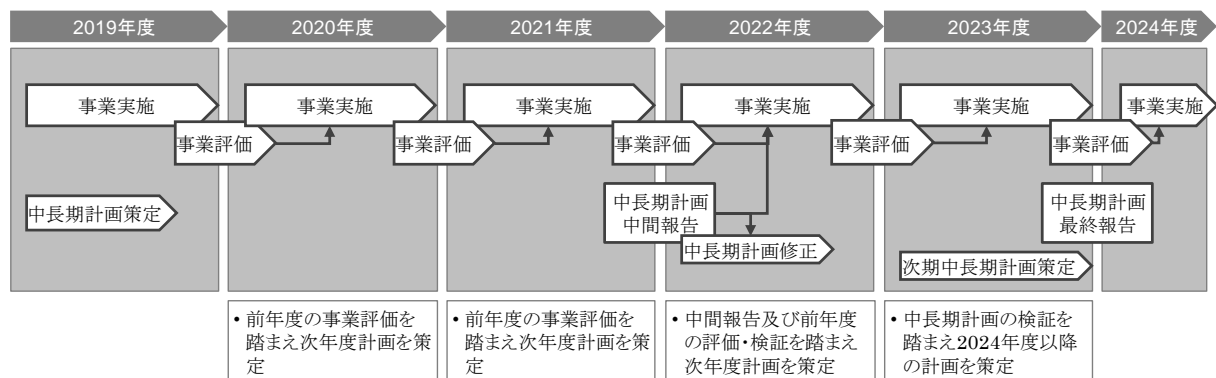 2019年度
2020年度
2021年度
2022年度
2023年度
2024年度
事業実施
事業実施
事業実施
事業実施
事業実施
事業実施
事業評価
事業評価
事業評価
事業評価
事業評価
中長期計画策定
中長期計画
中間報告
中長期計画修正
中長期計画
最終報告
次期中長期計画策定
・前年度の事業評価を
踏まえ次年度計画を策
定
・前年度の事業評価を
踏まえ次年度計画を策
定
・中間報告及び前年度
の評価・検証を踏まえ
次年度計画を策定
・中長期計画の検証を
踏まえ2024年度以降
の計画を策定